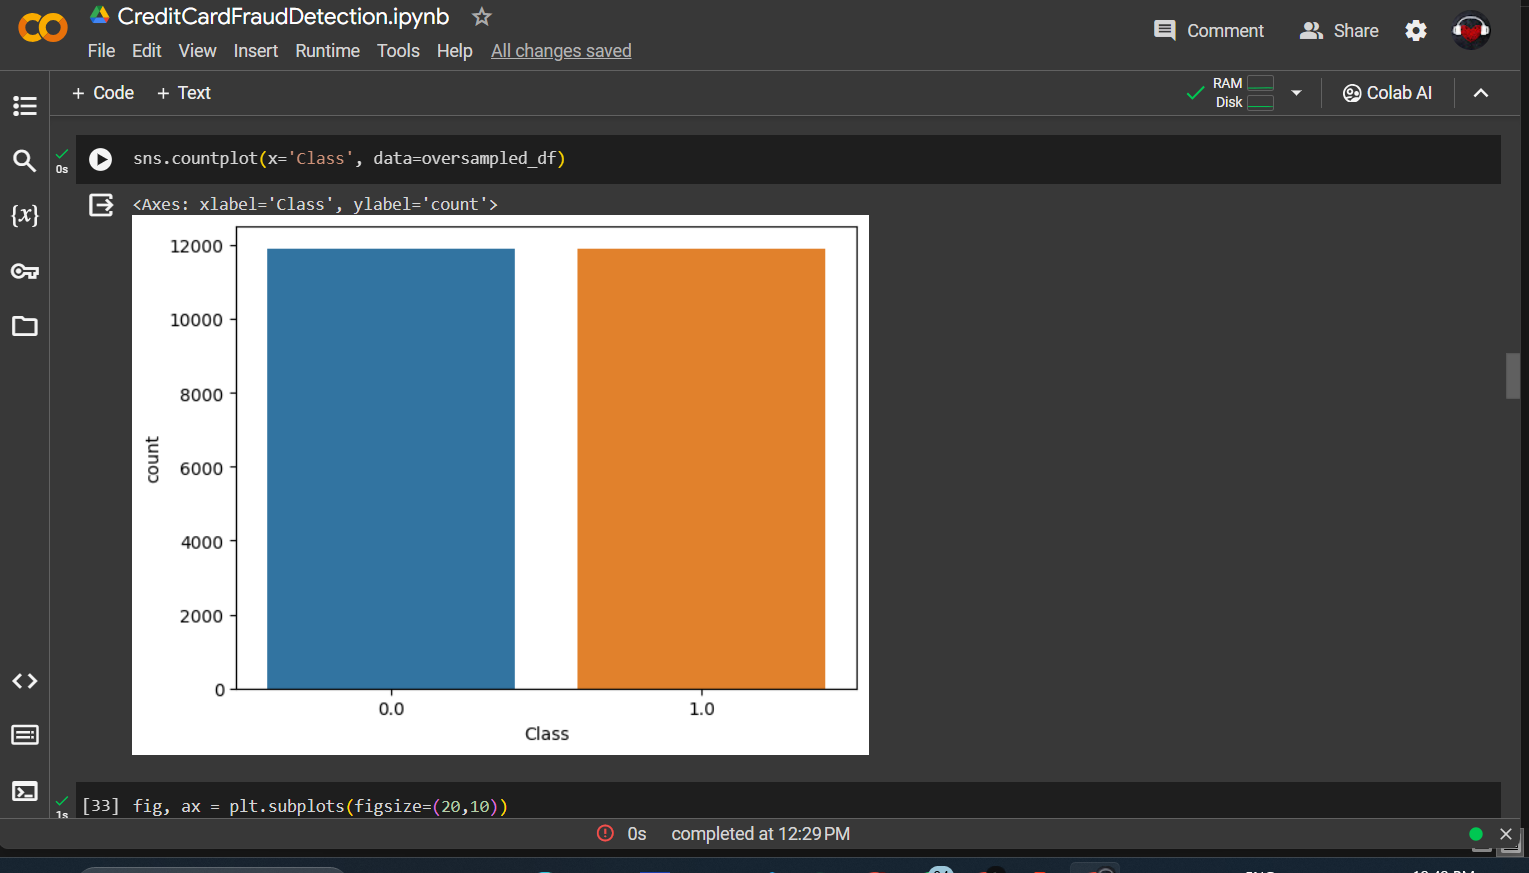 CreditCardFraudDetection.ipynb
Comment
Share
File Edit View Insert Runtime Tools Help All changes saved
+ Code + Text
RAM
Disk
Colab AI
0s
sns.countplot(x='Class', data=oversampled_df)
{x}
<Axes: xlabel='Class', ylabel='count'>
12000
10000
8000
6000
4000
2000
0
count
0.0 1.0
Class
1s
[33] fig, ax = plt.subplots(figsize=(20,10))
0s completed at 12:29 PM